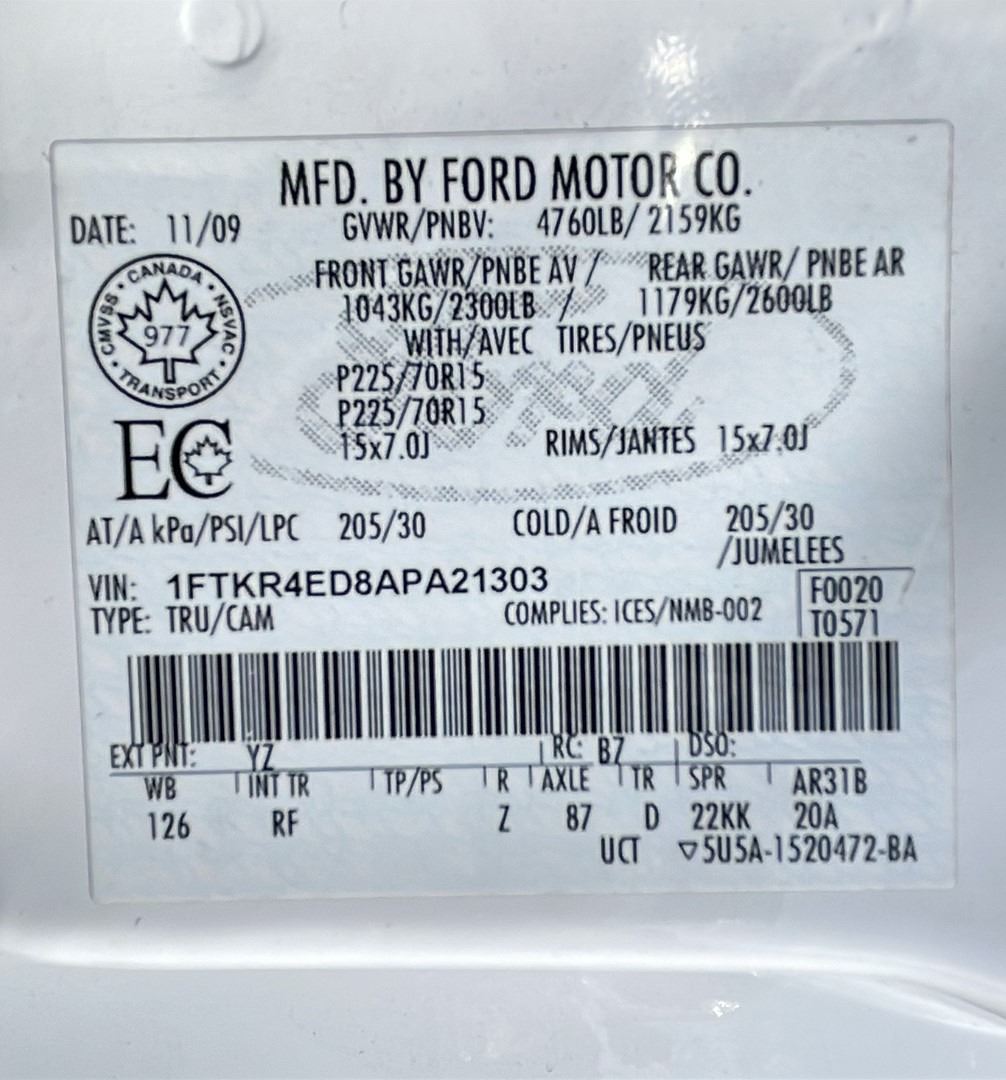 MFD. BY FORD MOTOR CO.
DATE: 11/09 GVWR/PNBV: 4760LB/ 2159KG
FRONT GAWR/PNBE AV / REAR GAWR/ PNBE AR
1043KG/2300LB / 1179KG/2600LB
WITH/AVEC TIRES/PNEUS
P225/70R15
P225/70R15
15x7.0J RIMS/JANTES 15x7.0J
CANADA
CMVSS NSVAC
977
TRANSPORT
EC
AT/A kPa/PSI/LPC 205/30 COLD/A FROID 205/30
/JUMELEES
VIN: 1FTKR4ED8APA21303
F0020
TYPE: TRU/CAM COMPLIES: ICES/NMB-002
T0571
EXT PNT: YZ RC: B7 DSO:
WB INT TR TP/PS R AXLE TR SPR AR31B
126 RF Z 87 D 22KK 20A
UCT ▽5U5A-1520472-BA